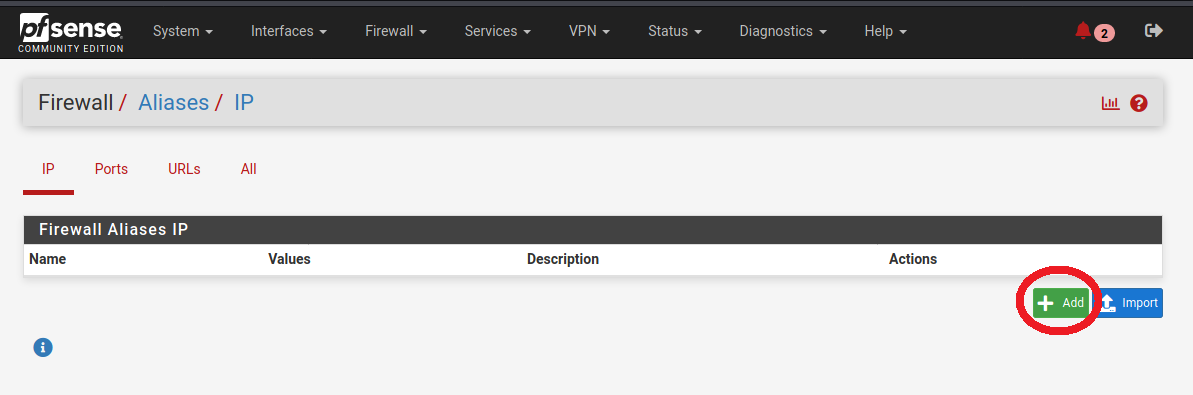 pfsense
COMMUNITY EDITION
System Interfaces Firewall Services VPN Status Diagnostics Help 2
Firewall / Aliases / IP
IP Ports URLs All
Firewall Aliases IP
Name Values Description Actions
Add Import